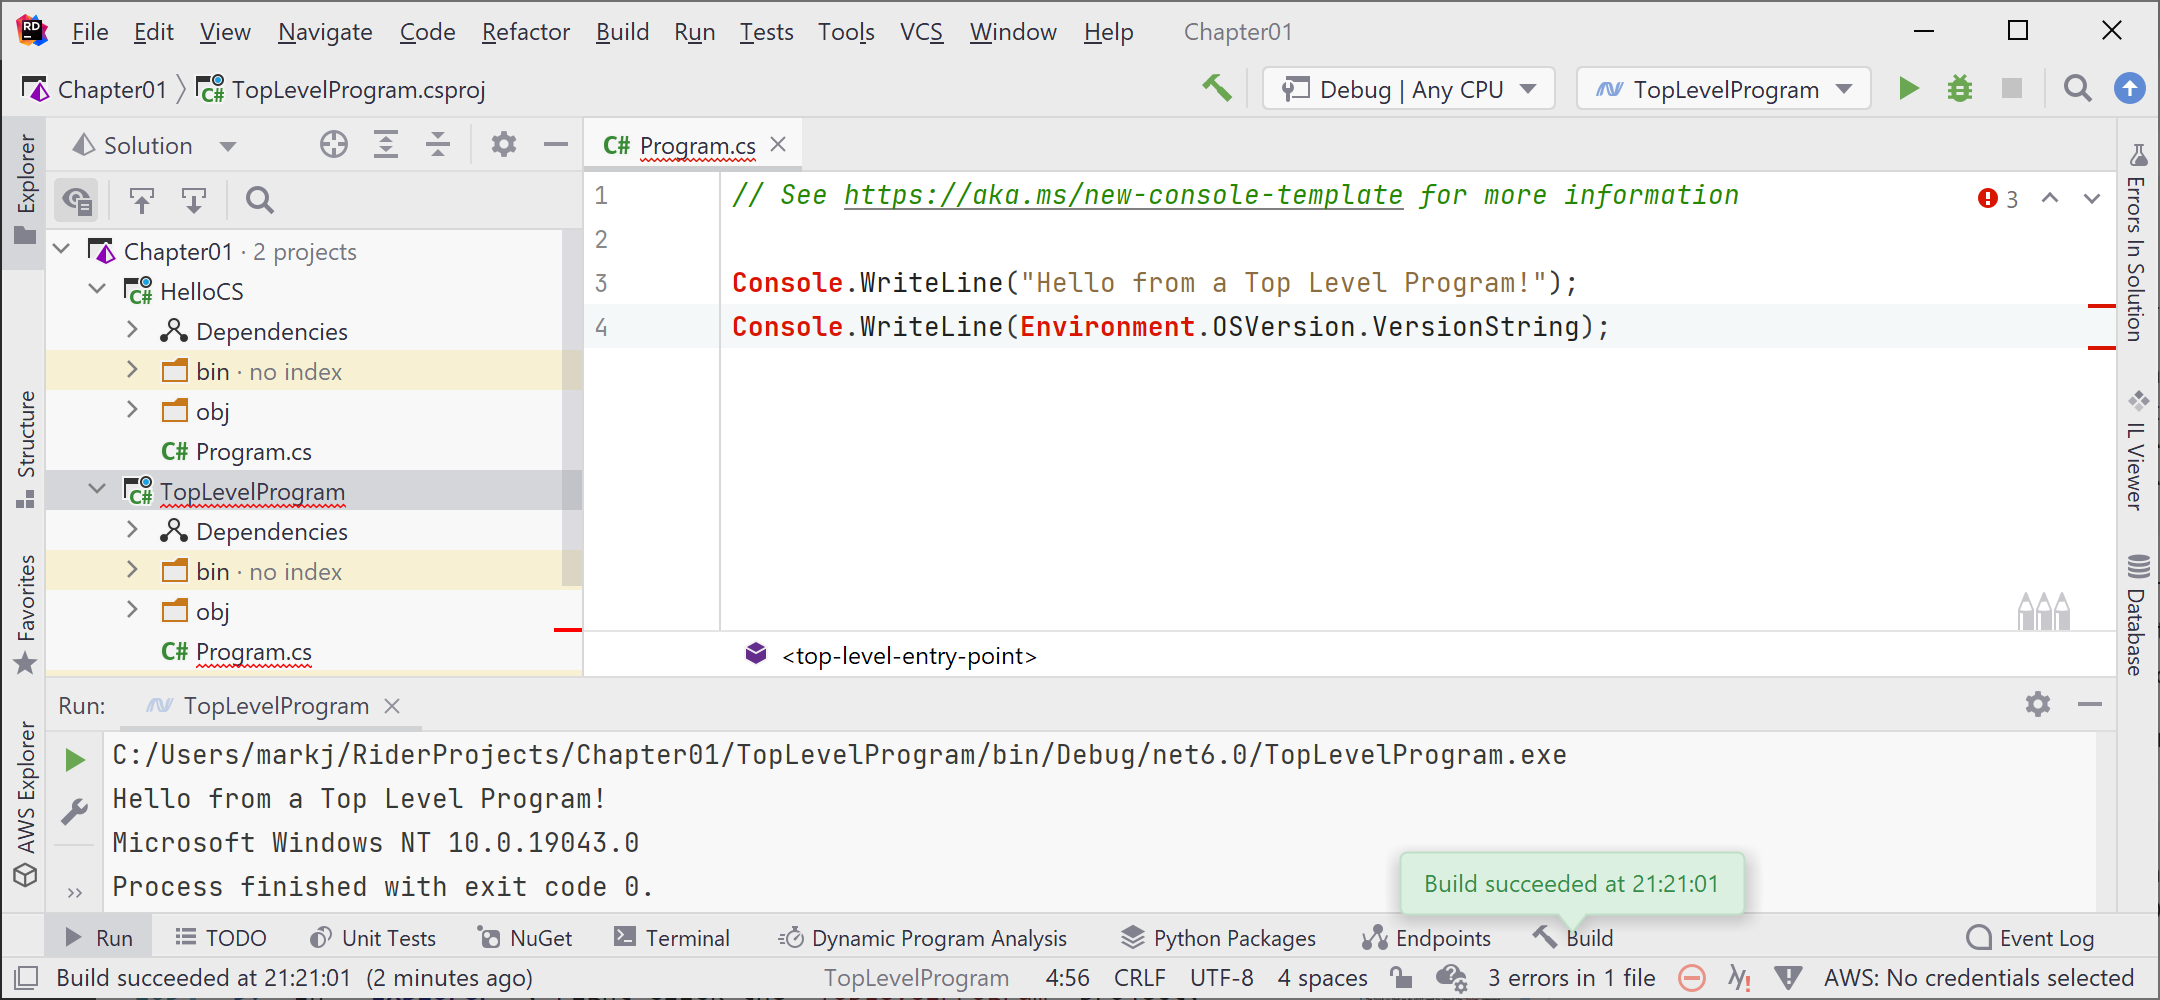 File Edit View Navigate Code Refactor Build Run Tests Tools VCS Window Help Chapter01
Chapter01 TopLevelProgram.csproj Debug | Any CPU TopLevelProgram
Explorer
Structure
Favorites
AWS Explorer
Solution
Chapter01 · 2 projects
HelloCS
Dependencies
bin · no index
obj
C# Program.cs
TopLevelProgram
Dependencies
bin · no index
obj
C# Program.cs
C# Program.cs
1 // See https://aka.ms/new-console-template for more information
2
3 Console.WriteLine("Hello from a Top Level Program!");
4 Console.WriteLine(Environment.OSVersion.VersionString);
3
<top-level-entry-point>
Errors In Solution
IL Viewer
Database
Run: TopLevelProgram
C:/Users/markj/RiderProjects/Chapter01/TopLevelProgram/bin/Debug/net6.0/TopLevelProgram.exe
Hello from a Top Level Program!
Microsoft Windows NT 10.0.19043.0
Process finished with exit code 0.
Build succeeded at 21:21:01
Run TODO Unit Tests NuGet Terminal Dynamic Program Analysis Python Packages Endpoints Build Event Log
Build succeeded at 21:21:01 (2 minutes ago) TopLevelProgram 4:56 CRLF UTF-8 4 spaces 3 errors in 1 file AWS: No credentials selected